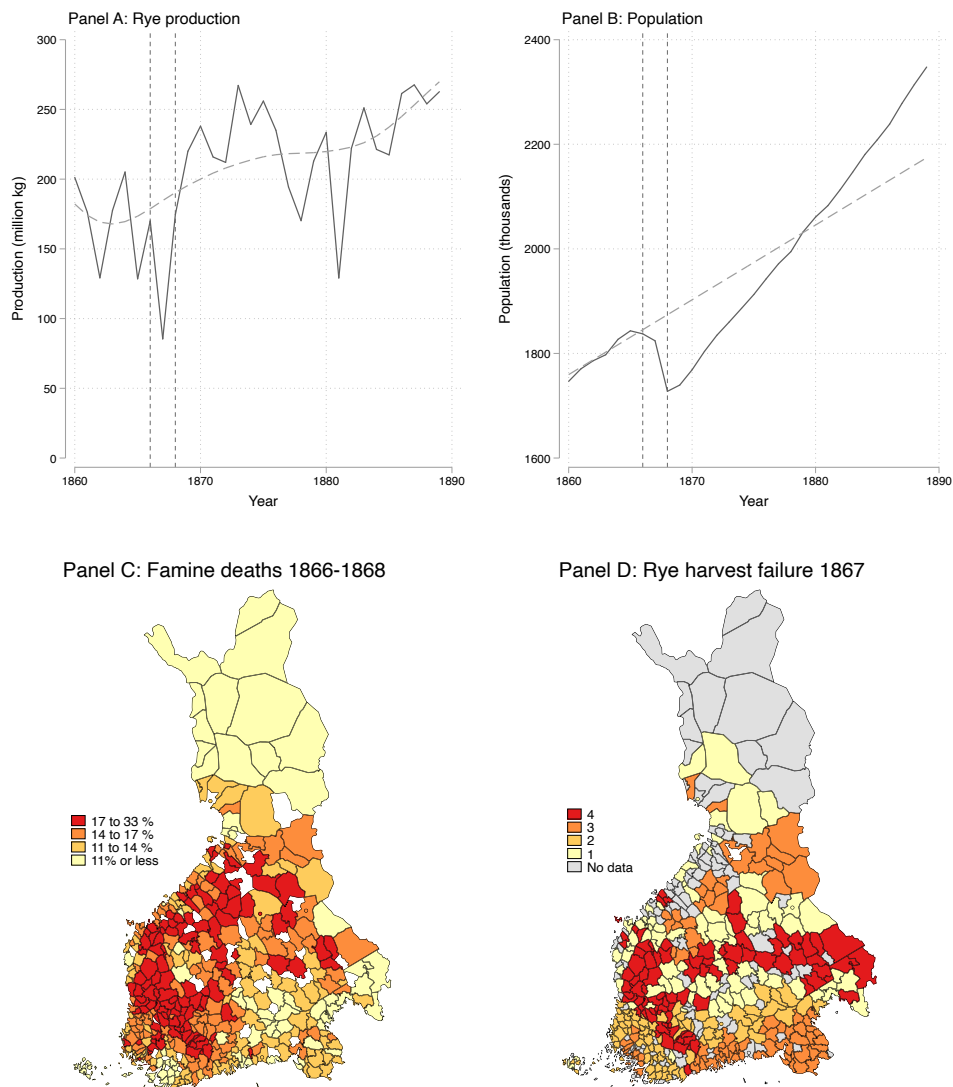 Panel A: Rye production
300
250
200
150
100
50
0
Production (million kg)
1860
1870
1880
1890
Year
Panel B: Population
2400
2200
2000
1800
1600
Population (thousands)
1860
1870
1880
1890
Year
Panel C: Famine deaths 1866-1868
17 to 33 %
14 to 17 %
11 to 14 %
11% or less
Panel D: Rye harvest failure 1867
4
3
2
1
No data